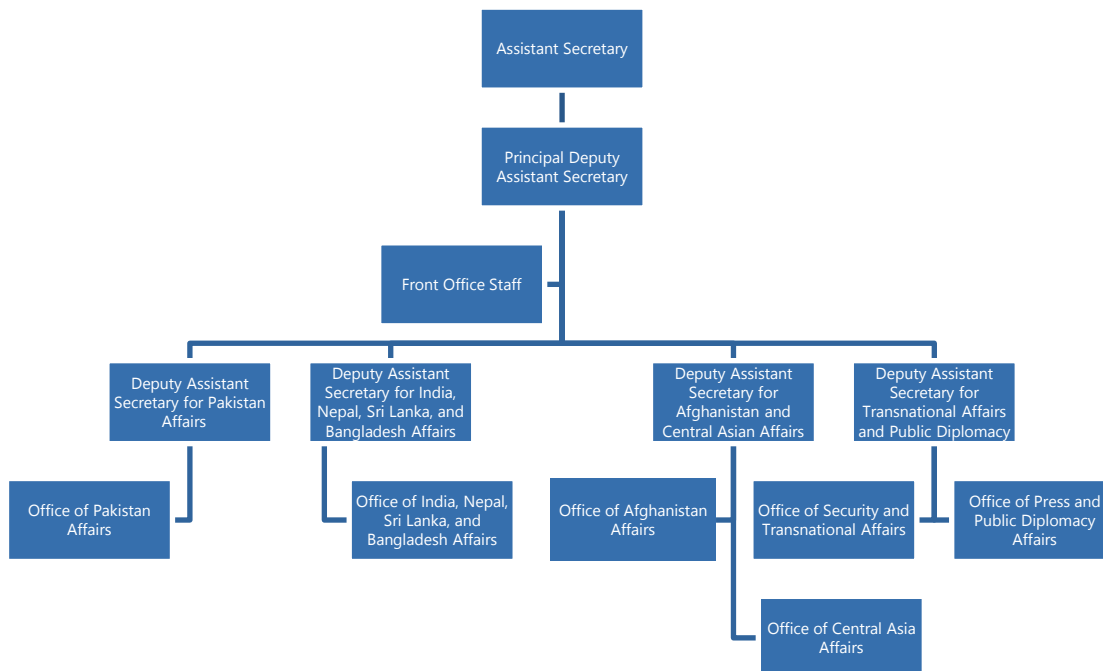 Assistant Secretary
Principal Deputy
Assistant Secretary
Front Office Staff
Deputy Assistant
Secretary for Pakistan
Affairs
Deputy Assistant
Secretary for India,
Nepal, Sri Lanka, and
Bangladesh Affairs
Deputy Assistant
Secretary for
Afghanistan and
Central Asian Affairs
Deputy Assistant
Secretary for
Transnational Affairs
and Public Diplomacy
Office of Pakistan
Affairs
Office of India, Nepal,
Sri Lanka, and
Bangladesh Affairs
Office of Afghanistan
Affairs
Office of Security and
Transnational Affairs
Office of Press and
Public Diplomacy
Affairs
Office of Central Asia
Affairs